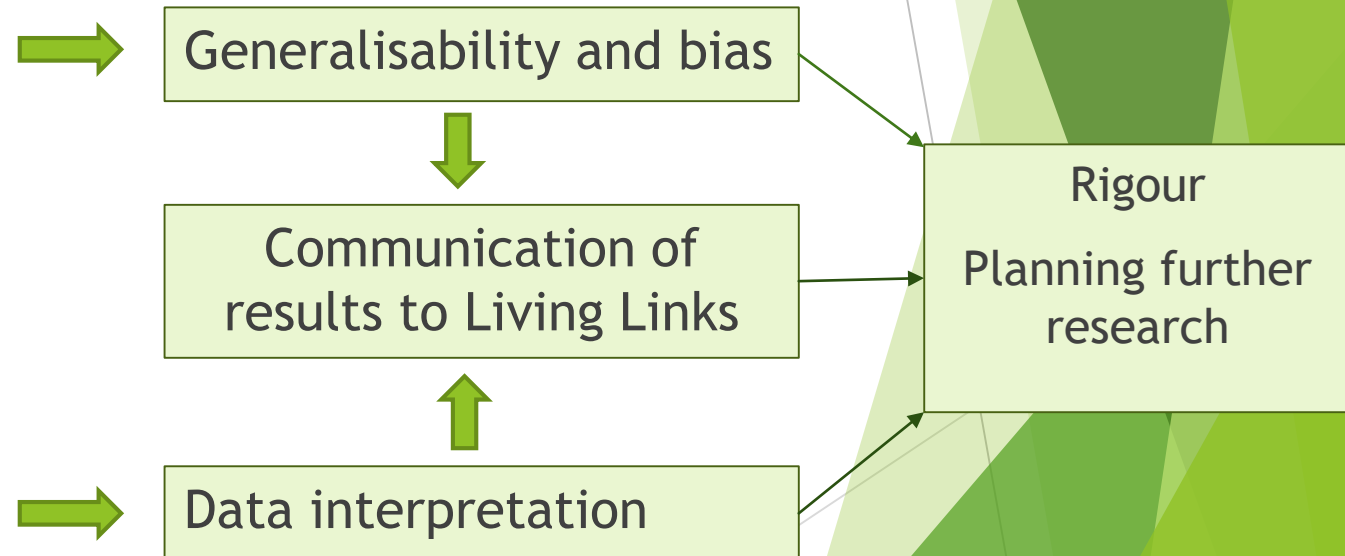 Generalisability and bias
Communication of
results to Living Links
Data interpretation
Rigour
Planning further
research